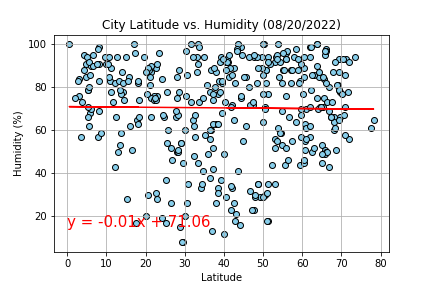 City Latitude vs. Humidity (08/20/2022)
Humidity (%)
100
80
60
40
20
y = -0.01x + 71.06
0 10 20 30 40 50 60 70 80
Latitude